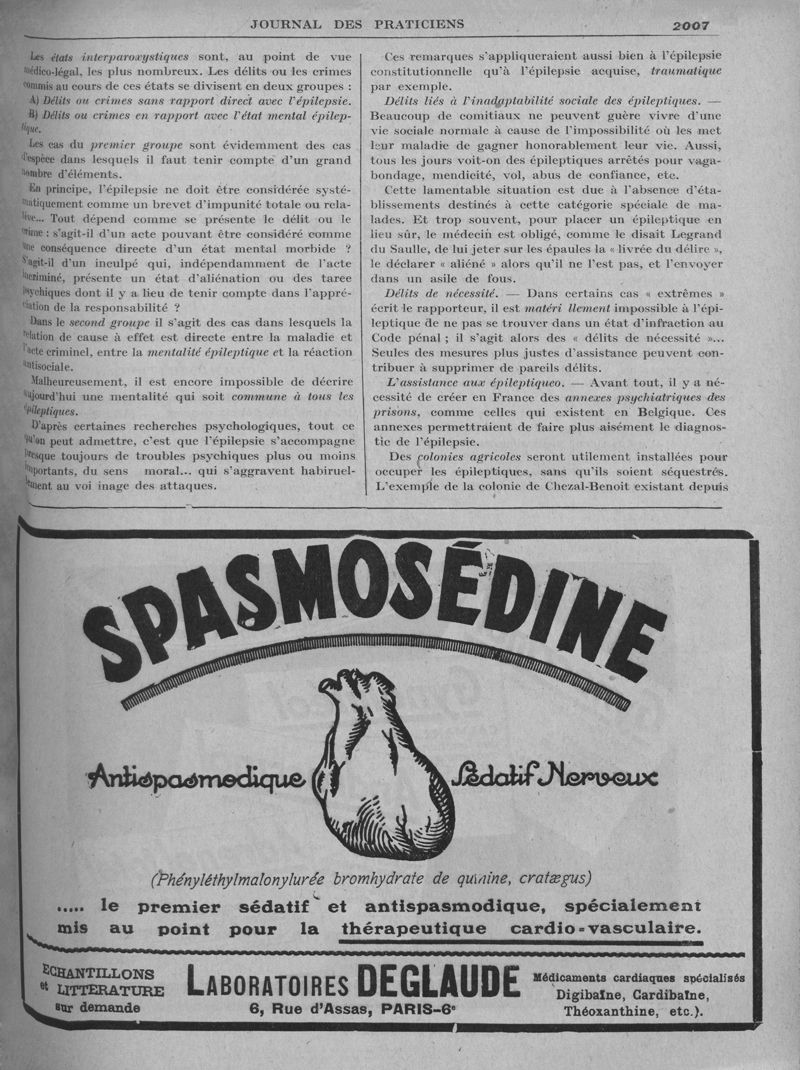 JOURNAL DES PRATICIENS
2007
Les états interparoxystiques sont, au point de vue
médico-légal, les plus nombreux. Les délits ou les crimes
commis au cours de ces états se divisent en deux groupes :
A) Délits ou crimes sans rapport direct avec l'épilepsie.
B) Délits ou crimes en rapport avec l'état mental épilep-
tique.
Les cas du premier groupe sont évidemment des cas
d'espèce dans lesquels il faut tenir compte d'un grand
nombre d'éléments.
En principe, l'épilepsie ne doit être considérée systé-
matiquement comme un brevet d'impunité totale ou rela-
tive... Tout dépend comme se présente le délit ou le
crime : s'agit-il d'un acte pouvant être considéré comme
une conséquence directe d'un état mental morbide ?
S'agit-il d'un inculpé qui, indépendamment de l'acte
incriminé, présente un état d'aliénation ou des taree
psychiques dont il y a lieu de tenir compte dans l'appré-
ciation de la responsabilité ?
Dans le second groupe il s'agit des cas dans lesquels la
relation de cause à effet est directe entre la maladie et
l'acte criminel, entre la mentalité épileptique et la réaction
antisociale.
Malheureusement, il est encore impossible de décrire
aujourd'hui une mentalité qui soit commune à tous les
épileptiques.
D'après certaines recherches psychologiques, tout ce
qu'on peut admettre, c'est que l'épilepsie s'accompagne
presque toujours de troubles psychiques plus ou moins
importants, du sens moral... qui s'aggravent habiruel-
lement au voi inage des attaques.
Ces remarques s'appliqueraient aussi bien à l'épilepsie
constitutionnelle qu'à l'épilepsie acquise, traumatique
par exemple.
Délits liés à l'inadaptabilité sociale des épileptiques. —
Beaucoup de comitiaux ne peuvent guère vivre d'une
vie sociale normale à cause de l'impossibilité où les met
leur maladie de gagner honorablement leur vie. Aussi,
tous les jours voit-on des épileptiques arrêtés pour vaga-
bondage, mendicité, vol, abus de confiance, etc.
Cette lamentable situation est due à l'absence d'éta-
blissements destinés à cette catégorie spéciale de ma-
lades. Et trop souvent, pour placer un épileptique en
lieu sûr, le médecin est obligé, comme le disait Legrand
du Saulle, de lui jeter sur les épaules la « livrée du délire »,
le déclarer « aliéné » alors qu'il ne l'est pas, et l'envoyer
dans un asile de fous.
Délits de nécessité. — Dans certains cas « extrêmes »
écrit le rapporteur, il est matéri llement impossible à l'épi-
leptique de ne pas se trouver dans un état d'infraction au
Code pénal ; il s'agit alors des « délits de nécessité »...
Seules des mesures plus justes d'assistance peuvent con-
tribuer à supprimer de pareils délits.
L'assistance aux épileptiqueo. — Avant tout, il y a né-
cessité de créer en France des annexes psychiatriques des
prisons, comme celles qui existent en Belgique. Ces
annexes permettraient de faire plus aisément le diagnos-
tic de l'épilepsie.
Des colonies agricoles seront utilement installées pour
occuper les épileptiques, sans qu'ils soient séquestrés.
L'exemple de la colonie de Chezal-Benoit existant depuis
SPASMOSÉDINE
Antispasmodique
Sédatif Nerveux
(Phényléthylmalonylurée bromhydrate de quinine, cratægus)
..... le premier sédatif et antispasmodique, spécialement
mis au point pour la thérapeutique cardio-vasculaire.
ECHANTILLONS
et LITTÉRATURE
sur demande
LABORATOIRES DEGLAUDE
6, Rue d'Assas, PARIS-6e
Médicaments cardiaques spécialisés
Digibaïne, Cardibaïne,
Théoxanthine, etc.).